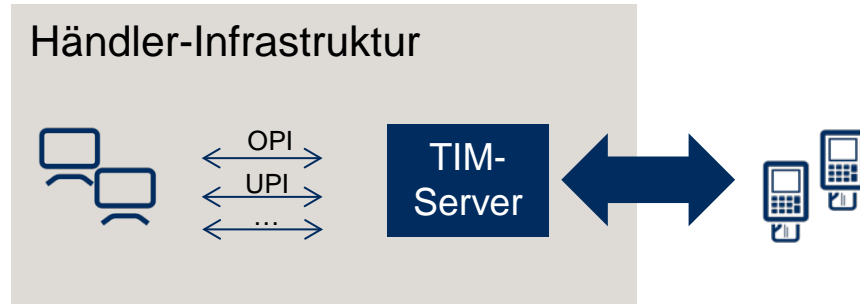 Händler-Infrastruktur
OPI
UPI
...
TIM-
Server